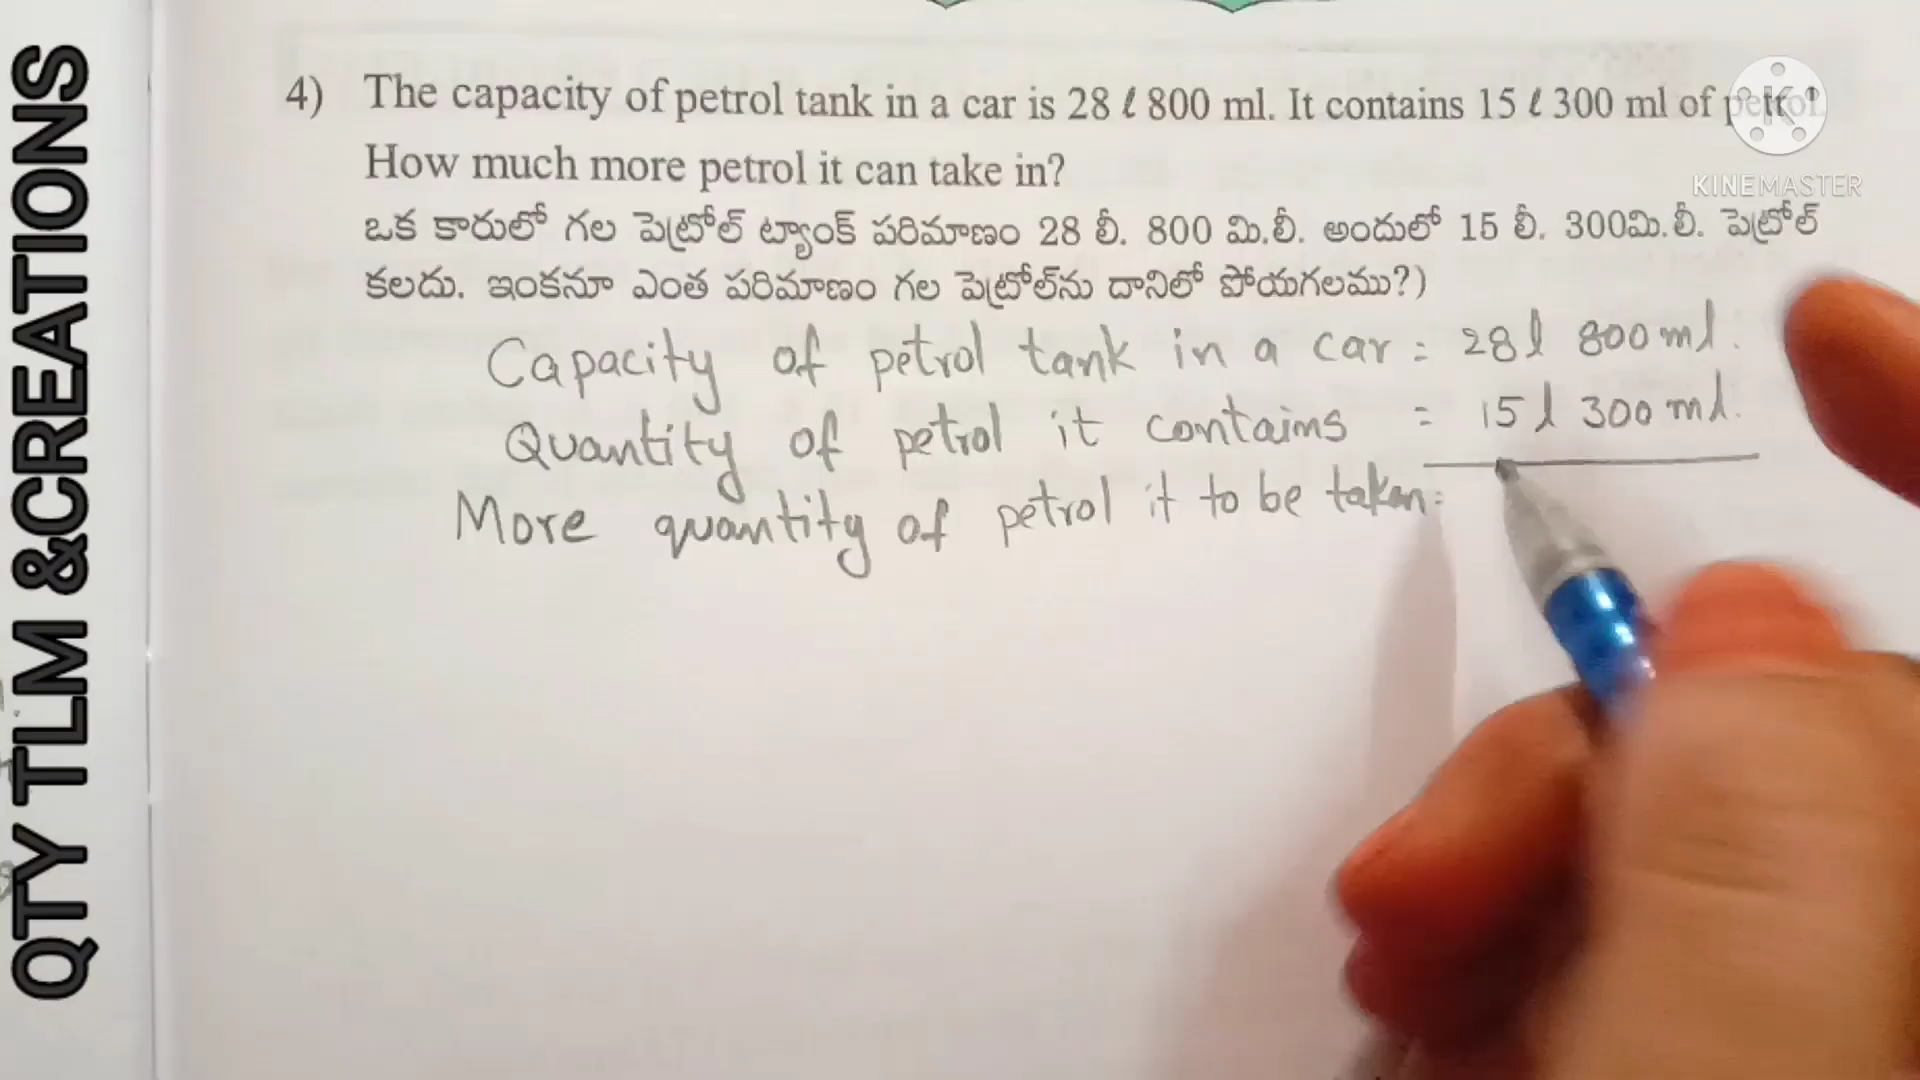 QTY TLM &CREATIONS
4) The capacity of petrol tank in a car is 28 ℓ 800 ml. It contains 15 ℓ 300 ml of petrol.
KINEMASTER
How much more petrol it can take in?
ఒక కారులో గల పెట్రోల్ ట్యాంక్ పరిమాణం 28 లీ. 800 మి.లీ. అందులో 15 లీ. 300మి.లీ. పెట్రోల్
కలదు. ఇంకనూ ఎంత పరిమాణం గల పెట్రోల్‌ను దానిలో పోయగలము?)
Capacity of petrol tank in a car = 28 l 800 ml.
Quantity of petrol it contains = 15 l 300 ml.
More quantity of petrol it to be taken =